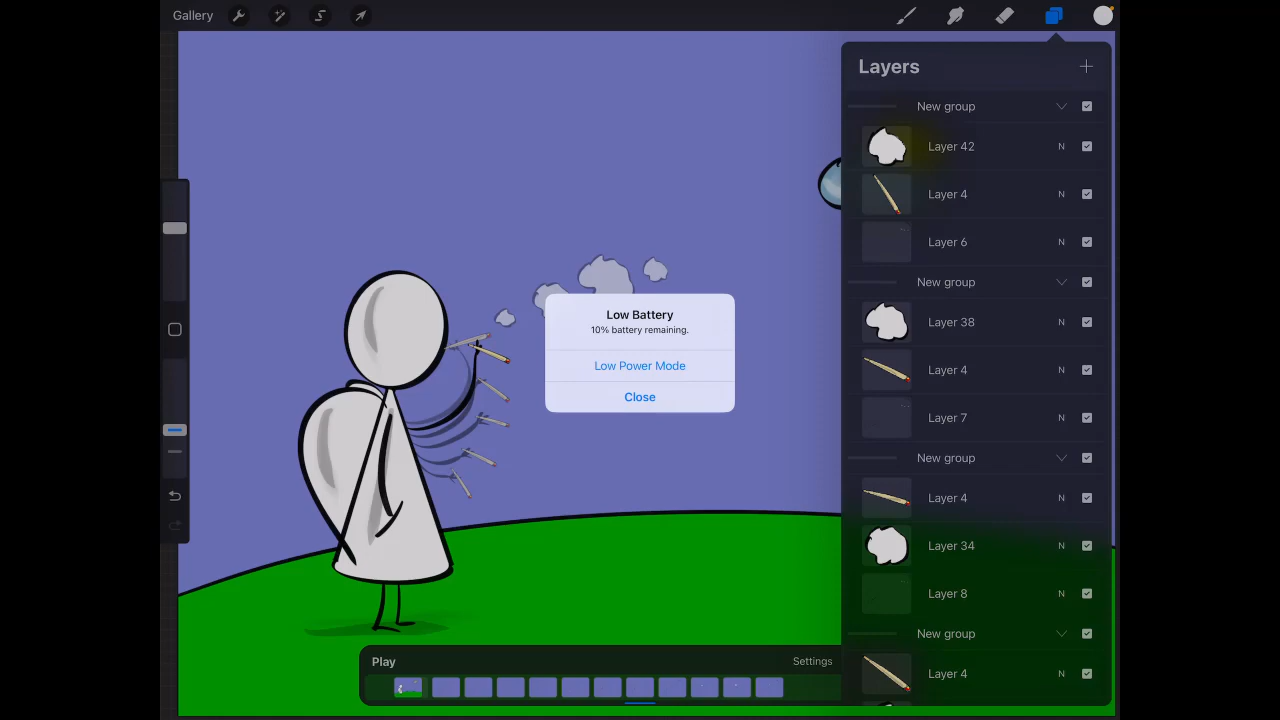 Gallery
Layers
New group
Layer 42 N
Layer 4 N
Layer 6 N
New group
Layer 38 N
Layer 4 N
Layer 7 N
New group
Layer 4 N
Layer 34 N
Layer 8 N
New group
Layer 4 N
Low Battery
10% battery remaining.
Low Power Mode
Close
Play Settings